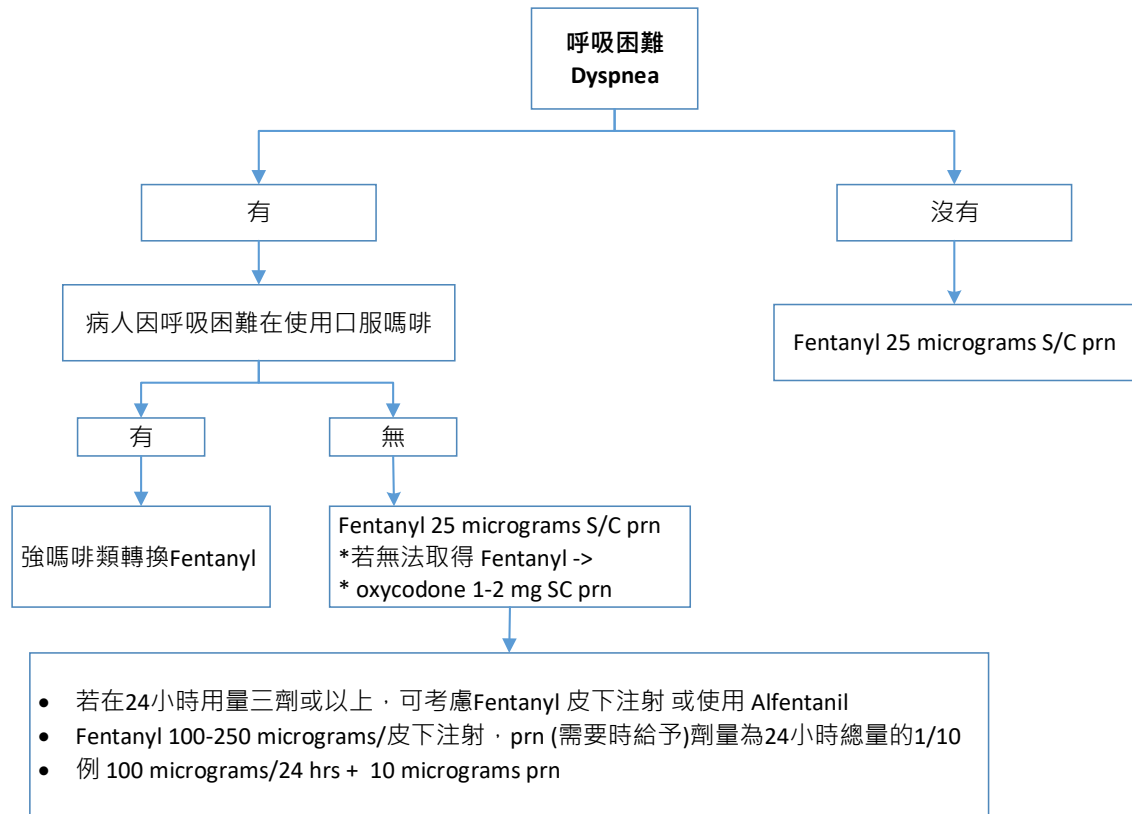 呼吸困難
Dyspnea
有
沒有
病人因呼吸困難在使用口服嗎啡
Fentanyl 25 micrograms S/C prn
有
無
強嗎啡類轉換Fentanyl
Fentanyl 25 micrograms S/C prn
*若無法取得 Fentanyl ->
* oxycodone 1-2 mg SC prn
• 若在24小時用量三劑或以上，可考慮Fentanyl 皮下注射 或使用 Alfentanil
• Fentanyl 100-250 micrograms/皮下注射，prn (需要時給予)劑量為24小時總量的1/10
• 例 100 micrograms/24 hrs + 10 micrograms prn